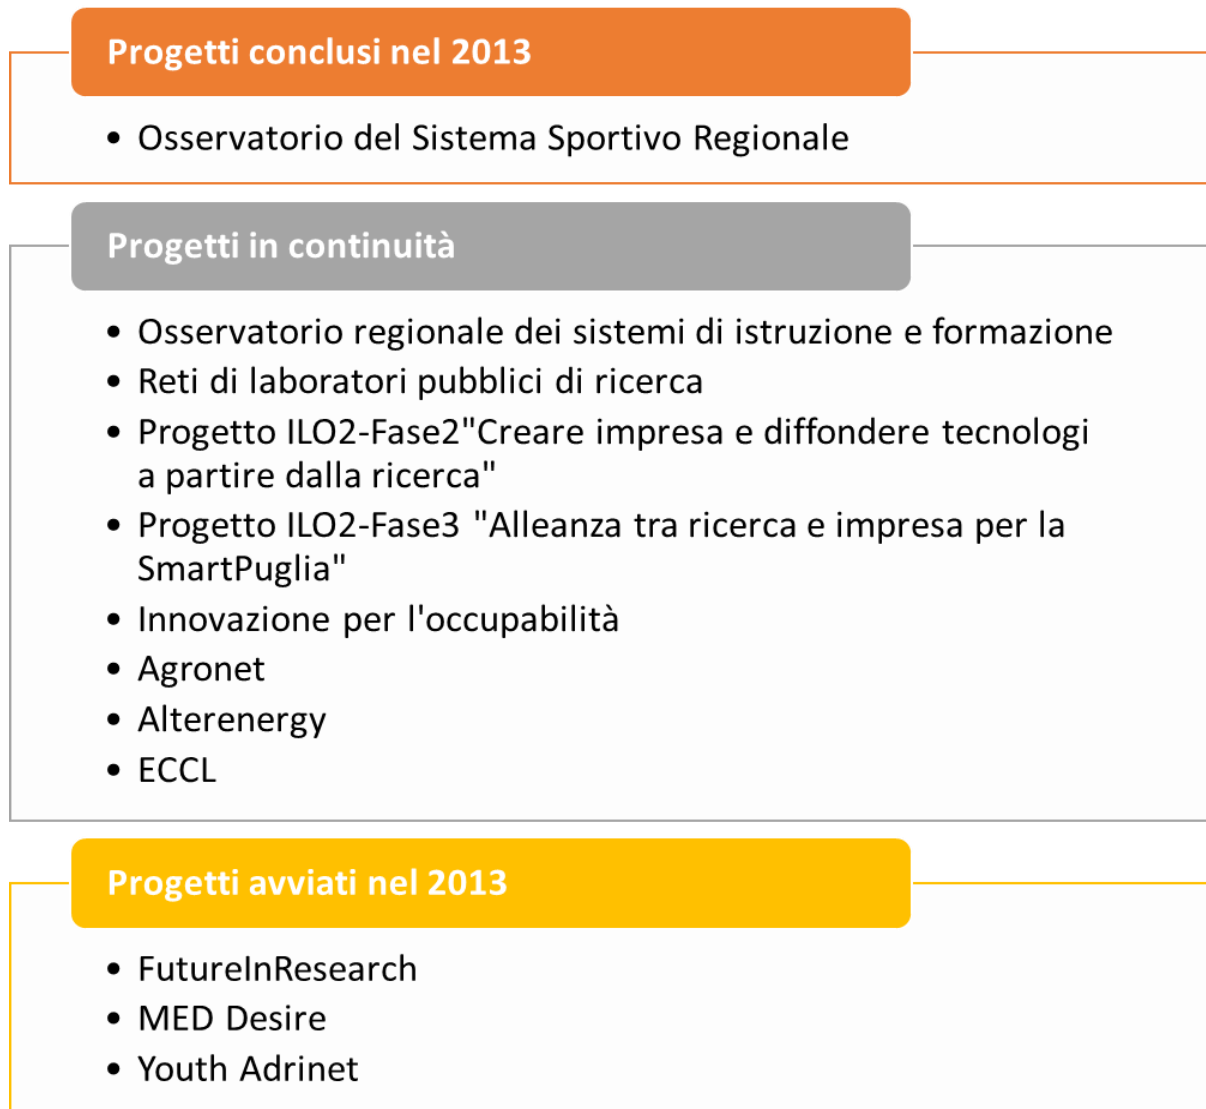 Progetti conclusi nel 2013
• Osservatorio del Sistema Sportivo Regionale
Progetti in continuità
• Osservatorio regionale dei sistemi di istruzione e formazione
• Reti di laboratori pubblici di ricerca
• Progetto ILO2-Fase2"Creare impresa e diffondere tecnologi
a partire dalla ricerca"
• Progetto ILO2-Fase3 "Alleanza tra ricerca e impresa per la
SmartPuglia"
• Innovazione per l'occupabilità
• Agronet
• Alterenergy
• ECCL
Progetti avviati nel 2013
• FutureInResearch
• MED Desire
• Youth Adrinet